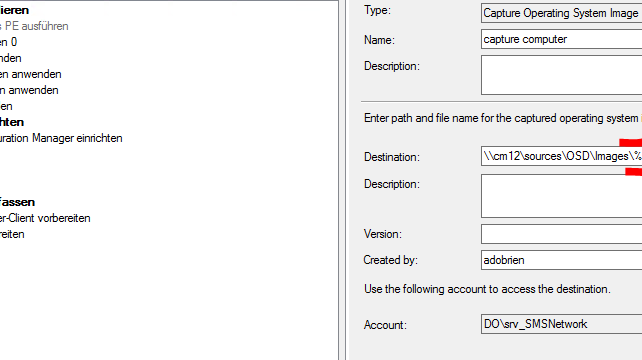 ieren
s PE ausführen
en 0
nden
en anwenden
n anwenden
den
hten
uration Manager einrichten
fassen
er-Client vorbereiten
reiten
Type:
Capture Operating System Image
Name:
capture computer
Description:
Enter path and file name for the captured operating system
Destination:
\\cm12\sources\OSD\Images\%
Description:
Version:
Created by:
adobrien
Use the following account to access the destination.
Account:
DO\srv_SMSNetwork